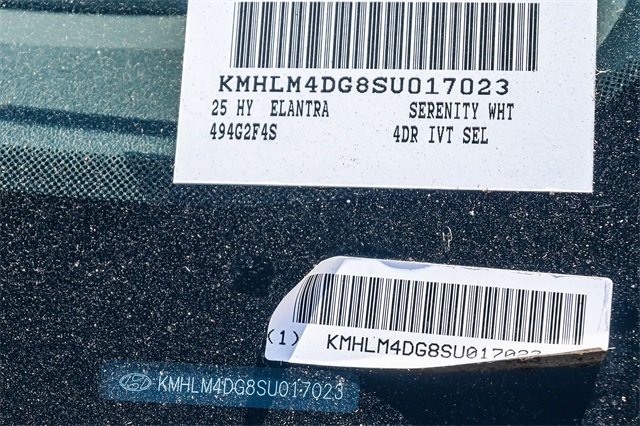 KMHLM4DG8SU017023
25 HY ELANTRA SERENITY WHT
494G2F4S 4DR IVT SEL
(1) KMHLM4DG8SU017023
KMHLM4DG8SU017023